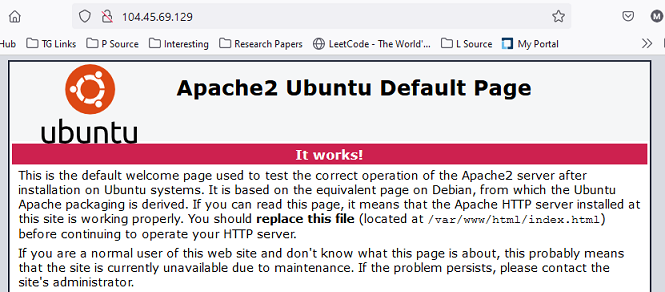 104.45.69.129
Hub TG Links P Source Interesting Research Papers LeetCode - The World'... L Source My Portal
Apache2 Ubuntu Default Page
ubuntu
It works!
This is the default welcome page used to test the correct operation of the Apache2 server after
installation on Ubuntu systems. It is based on the equivalent page on Debian, from which the Ubuntu
Apache packaging is derived. If you can read this page, it means that the Apache HTTP server installed at
this site is working properly. You should replace this file (located at /var/www/html/index.html)
before continuing to operate your HTTP server.
If you are a normal user of this web site and don't know what this page is about, this probably means
that the site is currently unavailable due to maintenance. If the problem persists, please contact the
site's administrator.